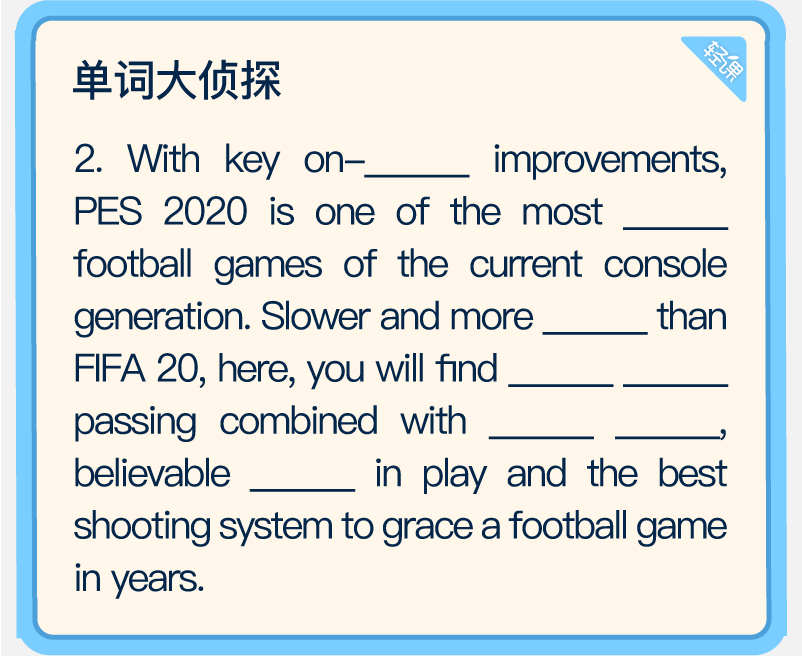 轻课
单词大侦探
2. With key on–______ improvements,
PES 2020 is one of the most ______
football games of the current console
generation. Slower and more ______ than
FIFA 20, here, you will find ______ ______
passing combined with ______ ______,
believable ______ in play and the best
shooting system to grace a football game
in years.